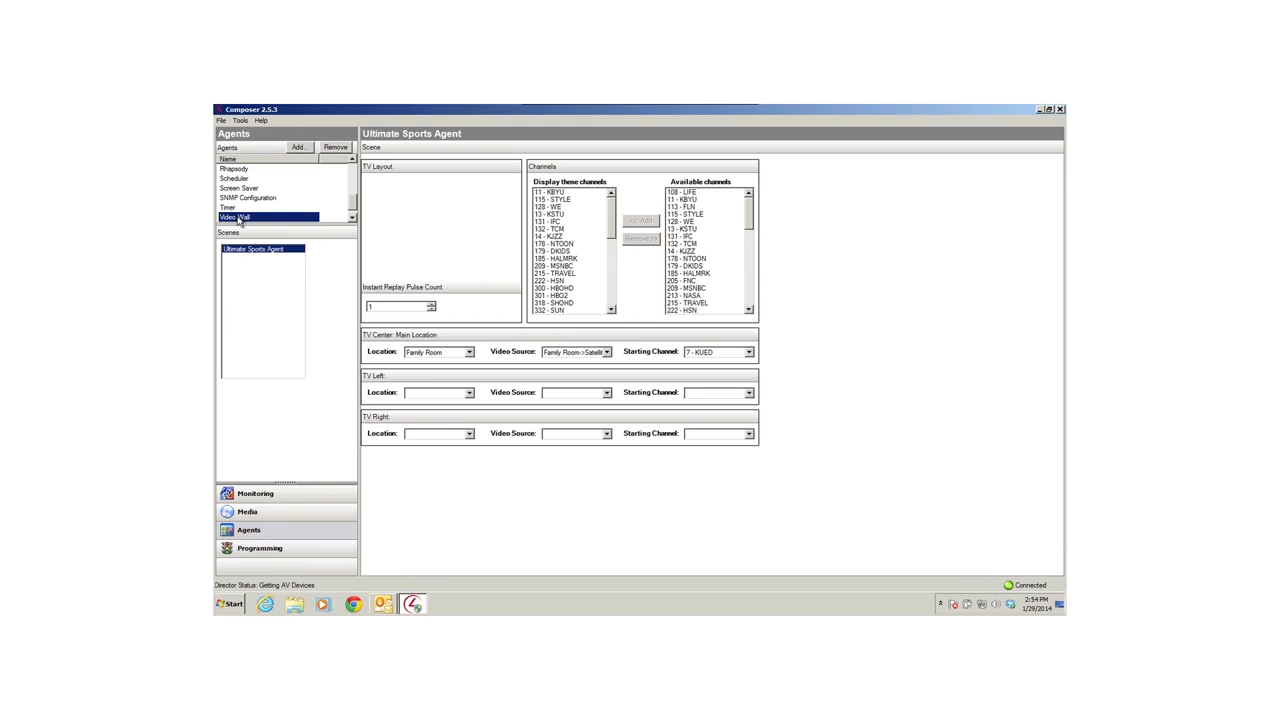 Composer 2.5.3
File Tools Help
Agents
Ultimate Sports Agent
Agents Add... Remove
Scene
Name
Rhapsody
Scheduler
Screen Saver
SNMP Configuration
Timer
Video Wall
Scenes
Ultimate Sports Agent
TV Layout
Instant Replay Pulse Count
1
Channels
Display these channels
11 - KBYU
115 - STYLE
128 - WE
13 - KSTU
131 - IFC
132 - TCM
14 - KJZZ
178 - NTOON
179 - DKIDS
185 - HALMRK
209 - MSNBC
215 - TRAVEL
222 - HSN
300 - HBOHD
301 - HBO2
318 - SHOHD
332 - SUN
<< Add
Remove >>
Available channels
108 - LIFE
11 - KBYU
113 - FLN
115 - STYLE
128 - WE
13 - KSTU
131 - IFC
132 - TCM
14 - KJZZ
178 - NTOON
179 - DKIDS
185 - HALMRK
205 - FNC
209 - MSNBC
213 - NASA
215 - TRAVEL
222 - HSN
TV Center: Main Location
Location: Family Room Video Source: Family Room->Satellit Starting Channel: 7 - KUED
TV Left:
Location: Video Source: Starting Channel:
TV Right:
Location: Video Source: Starting Channel:
Monitoring
Media
Agents
Programming
Director Status: Getting AV Devices
Connected
Start
2:54 PM
1/29/2014